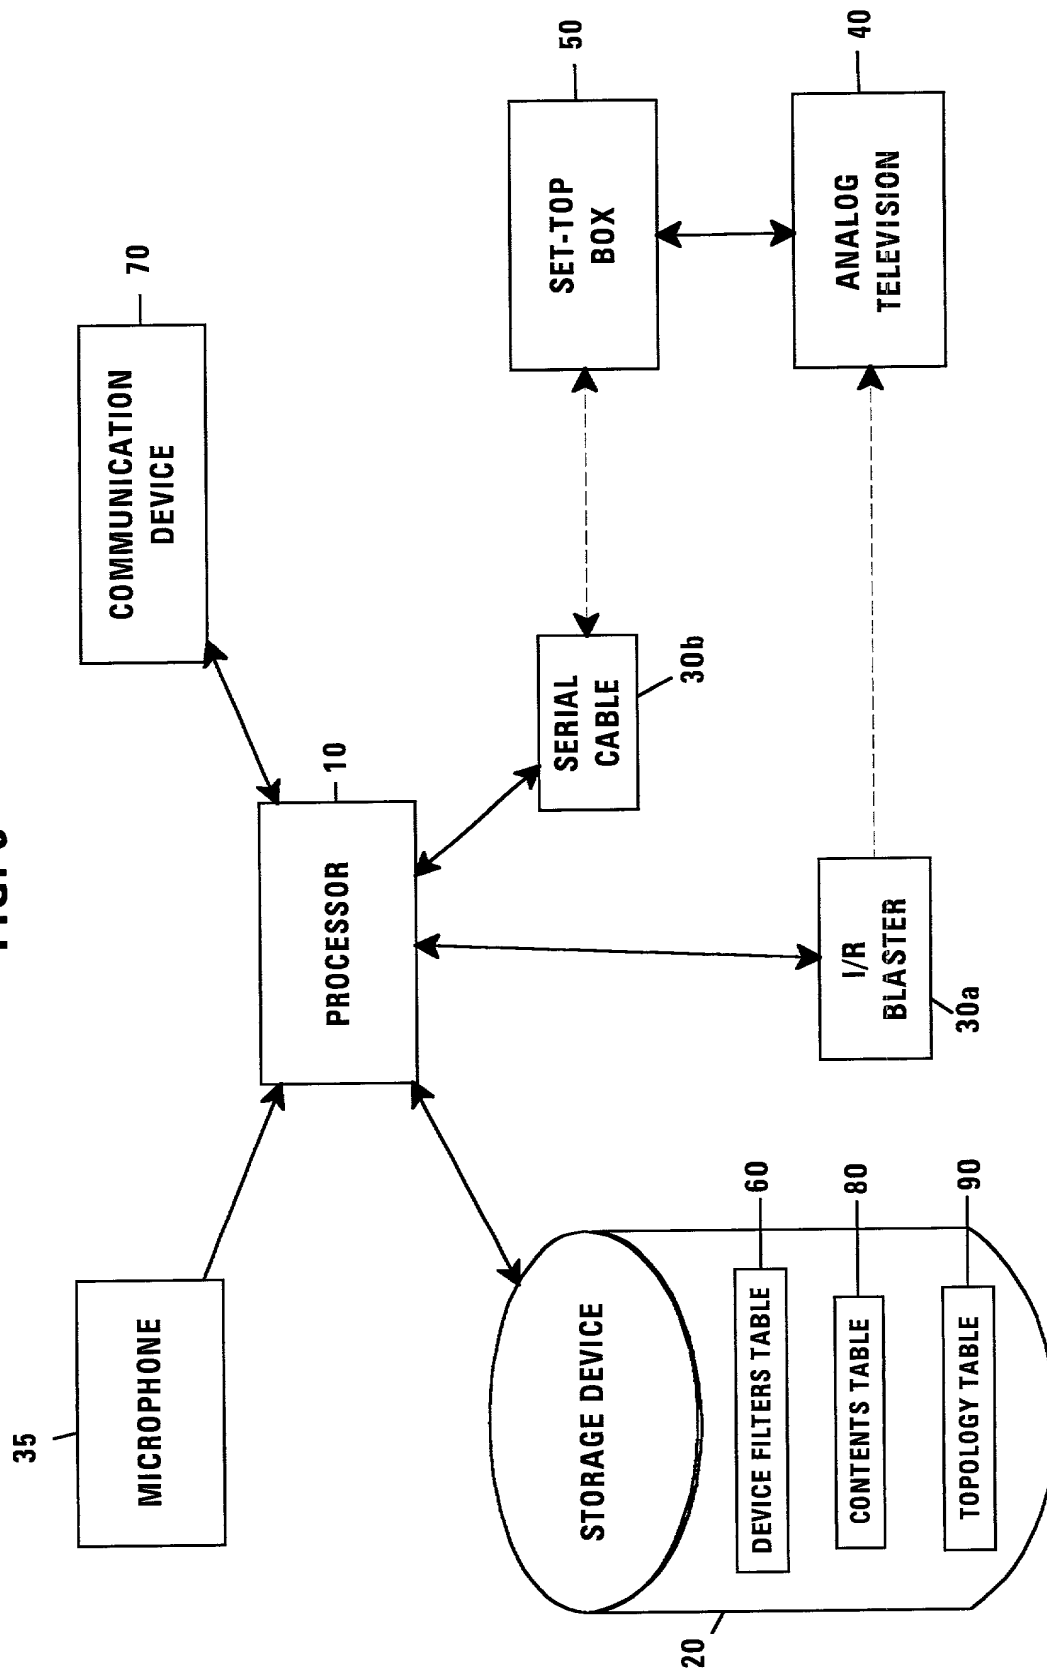 35
MICROPHONE
10
PROCESSOR
70
COMMUNICATION
DEVICE
STORAGE DEVICE
20
DEVICE FILTERS TABLE
60
CONTENTS TABLE
80
TOPOLOGY TABLE
90
SERIAL
CABLE
30b
I/R
BLASTER
30a
SET-TOP
BOX
50
ANALOG
TELEVISION
40